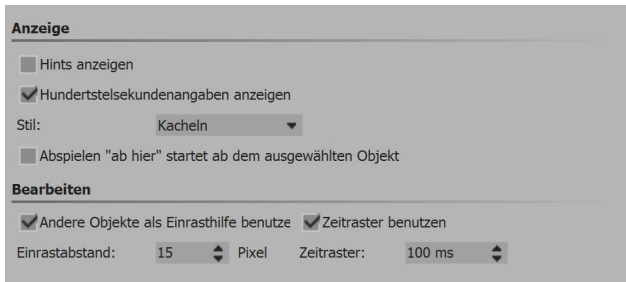 Anzeige
Hints anzeigen
Hundertstelsekundenangaben anzeigen
Stil: Kacheln
Abspielen "ab hier" startet ab dem ausgewählten Objekt
Bearbeiten
Andere Objekte als Einrasthilfe benutze Zeitraster benutzen
Einrastabstand: 15 Pixel Zeitraster: 100 ms